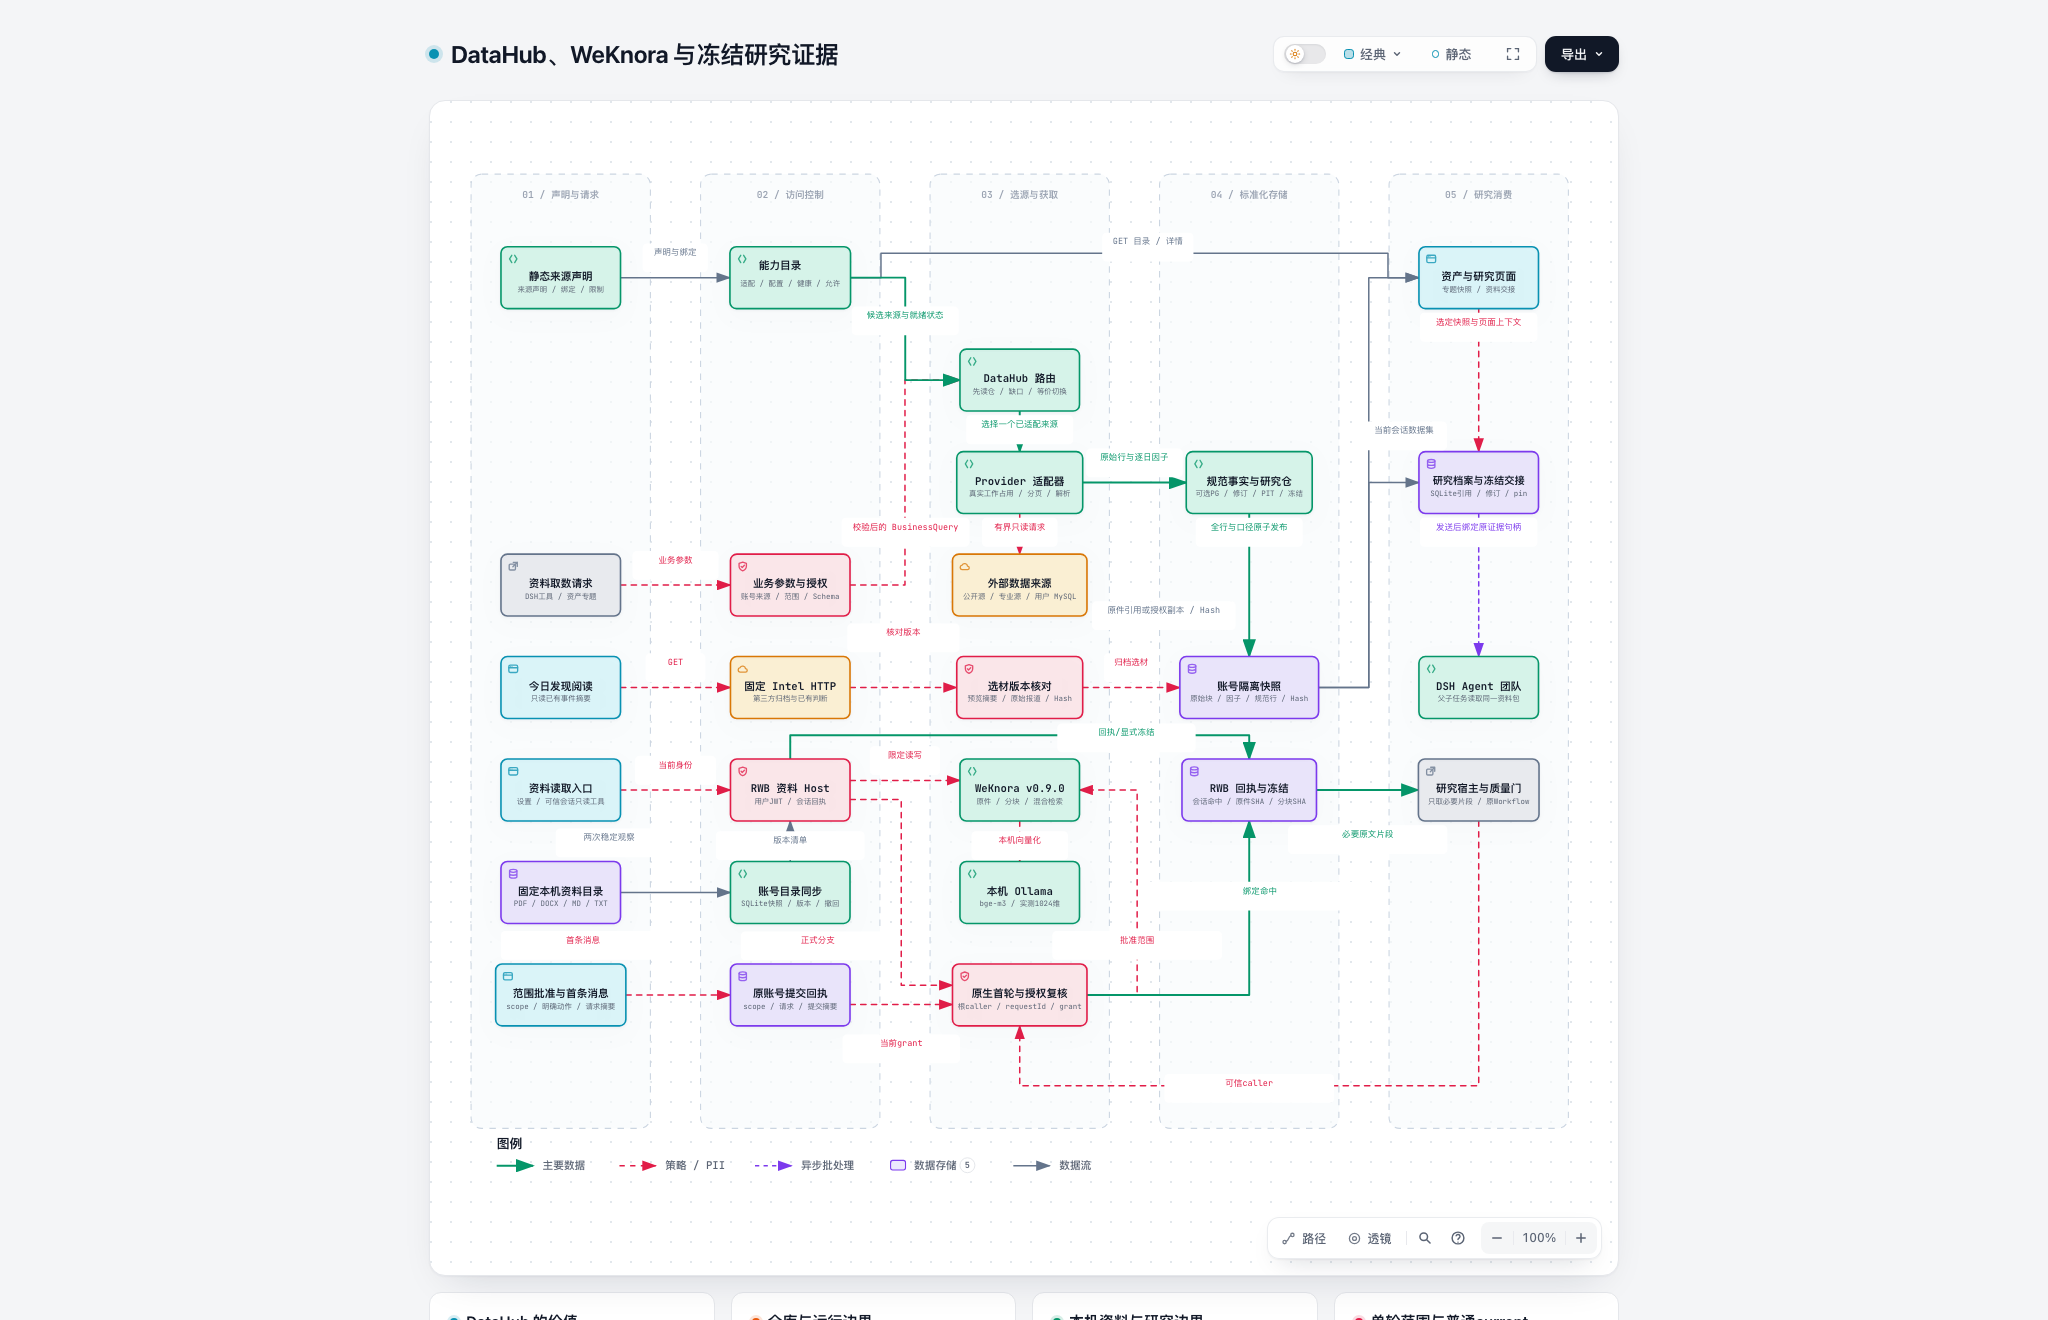 DataHub、WeKnora 与冻结研究证据
经典
静态
导出
01 / 声明与请求
02 / 访问控制
03 / 选源与获取
04 / 标准化存储
05 / 研究消费
GET 目录 / 详情
声明与绑定
静态来源声明
来源声明 / 绑定 / 限制
能力目录
适配 / 配置 / 健康 / 允许
资产与研究页面
专题快照 / 资料交接
候选来源与就绪状态
选定快照与页面上下文
DataHub 路由
先读仓 / 缺口 / 等价切换
选择一个已适配来源
当前会话数据集
原始行与逐日因子
Provider 适配器
真实工作占用 / 分页 / 解析
规范事实与研究仓
可选PG / 修订 / PIT / 冻结
研究档案与冻结交接
SQLite引用 / 修订 / pin
校验后的 BusinessQuery
有界只读请求
全行与口径原子发布
发送后绑定原证据句柄
业务参数
资料取数请求
DSH工具 / 资产专题
业务参数与授权
账号来源 / 范围 / Schema
外部数据来源
公开源 / 专业源 / 用户 MySQL
原件引用或授权副本 / Hash
核对版本
GET
归档选材
今日发现阅读
只读已有事件摘要
固定 Intel HTTP
第三方归档与已有判断
选材版本核对
预览摘要 / 原始报道 / Hash
账号隔离快照
原始块 / 因子 / 规范行 / Hash
DSH Agent 团队
父子任务读取同一资料包
回执/显式冻结
限定读写
当前身份
资料读取入口
设置 / 可信会话只读工具
RWB 资料 Host
用户JWT / 会话回执
WeKnora v0.9.0
原件 / 分块 / 混合检索
RWB 回执与冻结
会话命中 / 原件SHA / 分块SHA
研究宿主与质量门
只取必要片段 / 原Workflow
两次稳定观察
版本清单
本机向量化
必要原文片段
固定本机资料目录
PDF / DOCX / MD / TXT
账号目录同步
SQLite快照 / 版本 / 撤回
本机 Ollama
bge-m3 / 实测1024维
绑定命中
首条消息
正式分支
批准范围
范围批准与首条消息
scope / 明确动作 / 请求摘要
原账号提交回执
scope / 请求 / 提交摘要
原生首轮与授权复核
根caller / requestId / grant
当前grant
可信caller
图例
主要数据
策略 / PII
异步批处理
数据存储 5
数据流
路径
透镜
100%
DataHub 的价值
本机资料与研究边界